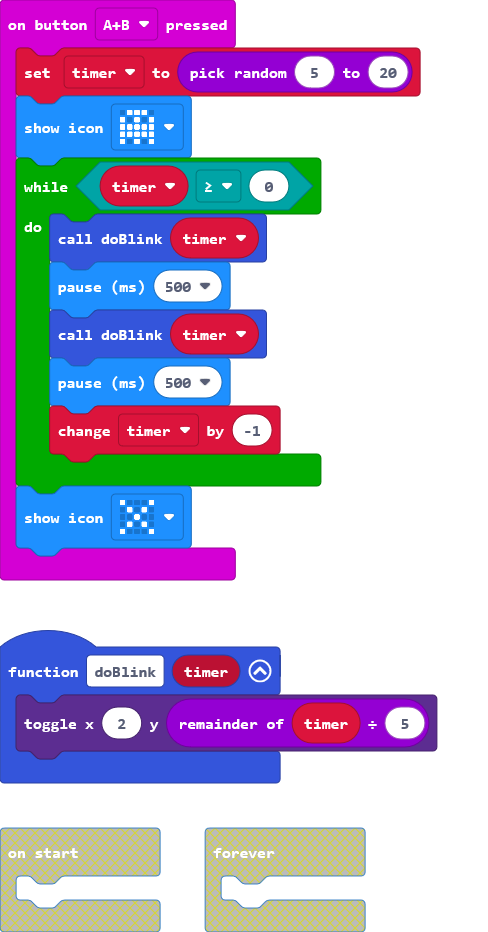 on button A+B pressed
set timer to pick random 5 to 20
show icon
while timer ≥ 0
do
call doBlink timer
pause (ms) 500
call doBlink timer
pause (ms) 500
change timer by -1
show icon
function doBlink timer
toggle x 2 y remainder of timer ÷ 5
on start forever